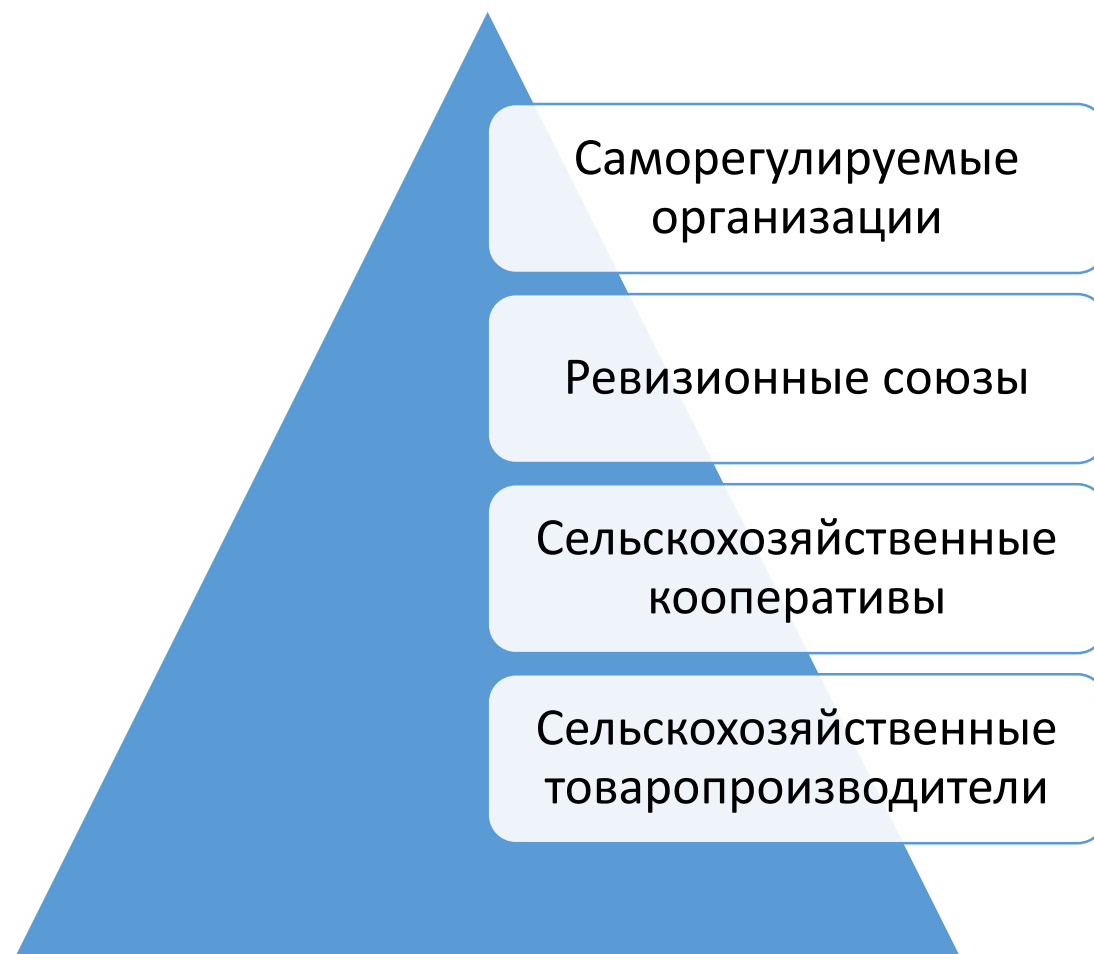 Саморегулируемые
организации
Ревизионные союзы
Сельскохозяйственные
кооперативы
Сельскохозяйственные
товаропроизводители